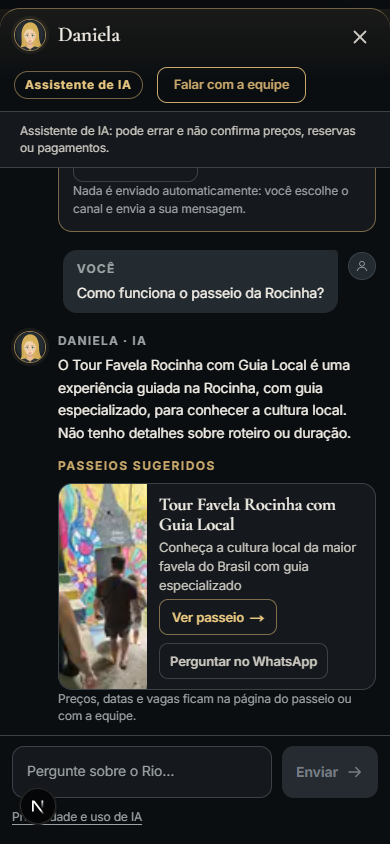 Daniela
Assistente de IA
Falar com a equipe
Assistente de IA: pode errar e não confirma preços, reservas
ou pagamentos.
Nada é enviado automaticamente: você escolhe o
canal e envia a sua mensagem.
VOCÊ
Como funciona o passeio da Rocinha?
DANIELA · IA
O Tour Favela Rocinha com Guia Local é uma
experiência guiada na Rocinha, com guia
especializado, para conhecer a cultura local.
Não tenho detalhes sobre roteiro ou duração.
PASSEIOS SUGERIDOS
Tour Favela Rocinha com
Guia Local
Conheça a cultura local da maior
favela do Brasil com guia
especializado
Ver passeio →
Perguntar no WhatsApp
Preços, datas e vagas ficam na página do passeio ou
com a equipe.
Pergunte sobre o Rio...
Enviar →
N
e uso de IA